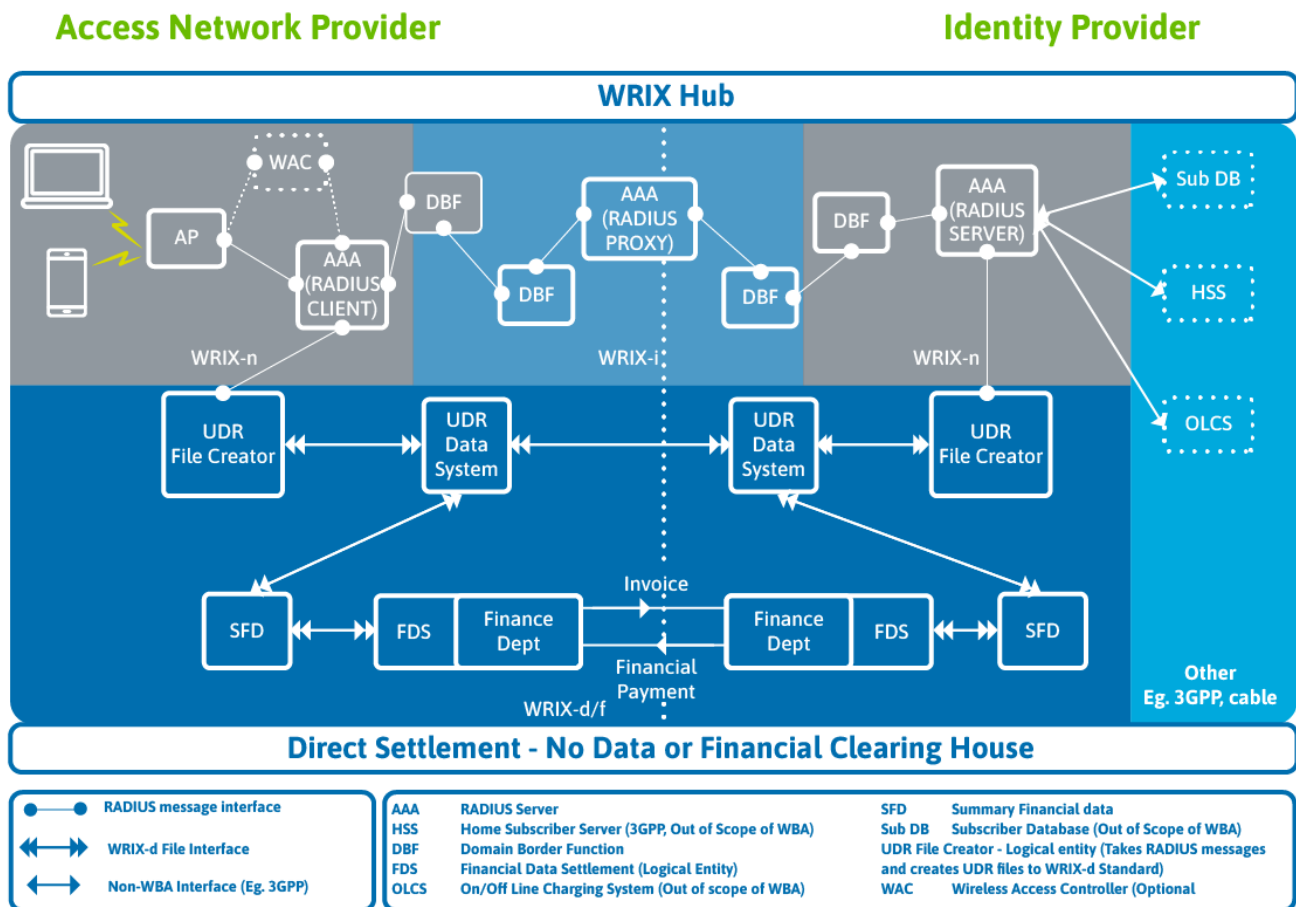 Access Network Provider
Identity Provider
WRIX Hub
WAC
AP
AAA
(RADIUS
CLIENT)
DBF
DBF
AAA
(RADIUS
PROXY)
DBF
DBF
AAA
(RADIUS
SERVER)
Sub DB
HSS
OLCS
WRIX-n
WRIX-i
WRIX-n
UDR
File Creator
UDR
Data
System
UDR
Data
System
UDR
File Creator
SFD
FDS
Finance
Dept
Invoice
Financial
Payment
Finance
Dept
FDS
SFD
WRIX-d/f
Other
Eg. 3GPP, cable
Direct Settlement - No Data or Financial Clearing House
RADIUS message interface
WRIX-d File Interface
Non-WBA Interface (Eg. 3GPP)
AAA RADIUS Server
HSS Home Subscriber Server (3GPP, Out of Scope of WBA)
DBF Domain Border Function
FDS Financial Data Settlement (Logical Entity)
OLCS On/Off Line Charging System (Out of scope of WBA)
SFD Summary Financial data
Sub DB Subscriber Database (Out of Scope of WBA)
UDR File Creator - Logical entity (Takes RADIUS messages
and creates UDR files to WRIX-d Standard)
WAC Wireless Access Controller (Optional